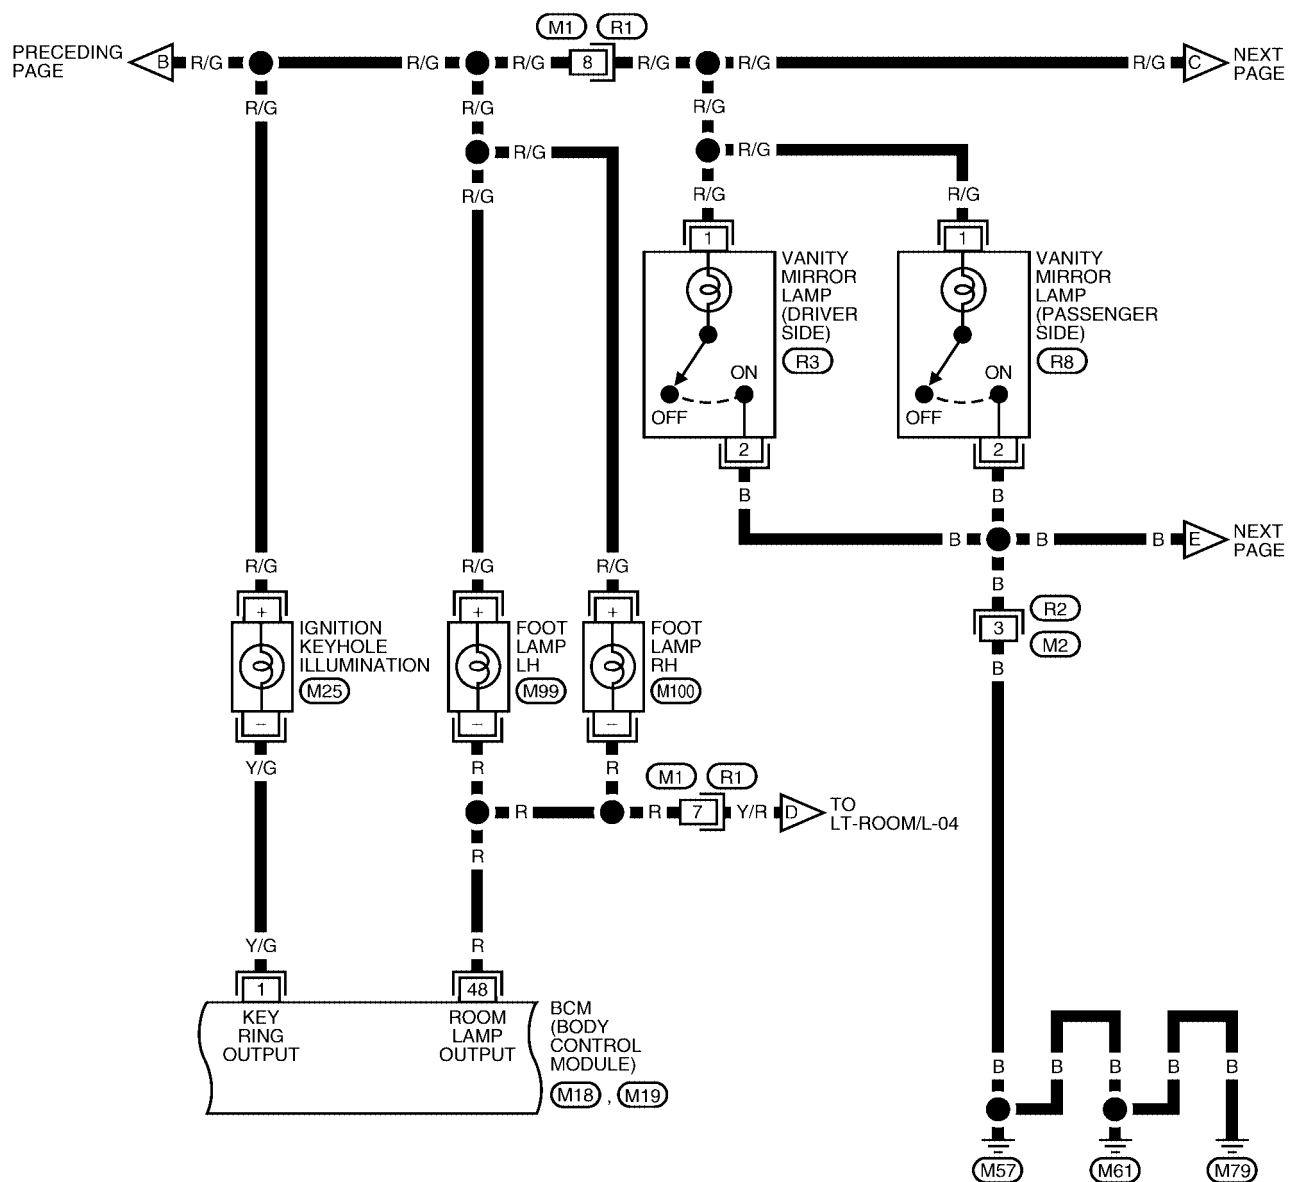 M1 R1
PRECEDING
PAGE
B R/G R/G R/G 8 R/G R/G R/G C
NEXT
PAGE
R/G R/G R/G
R/G R/G
R/G R/G R/G
1 1
VANITY
MIRROR
LAMP
(DRIVER
SIDE)
R3
ON
OFF
2
VANITY
MIRROR
LAMP
(PASSENGER
SIDE)
R8
ON
OFF
2
B B
B B B E
NEXT
PAGE
B
R2
3
M2
B
R/G R/G R/G
+ + +
IGNITION
KEYHOLE
ILLUMINATION
M25
FOOT
LAMP
LH
M99
FOOT
LAMP
RH
M100
– – –
Y/G R R
M1 R1
R R 7 Y/R D
TO
LT-ROOM/L-04
R
Y/G R
1 48
KEY
RING
OUTPUT
ROOM
LAMP
OUTPUT
BCM
(BODY
CONTROL
MODULE)
M18 , M19
B B B B B
M57 M61 M79